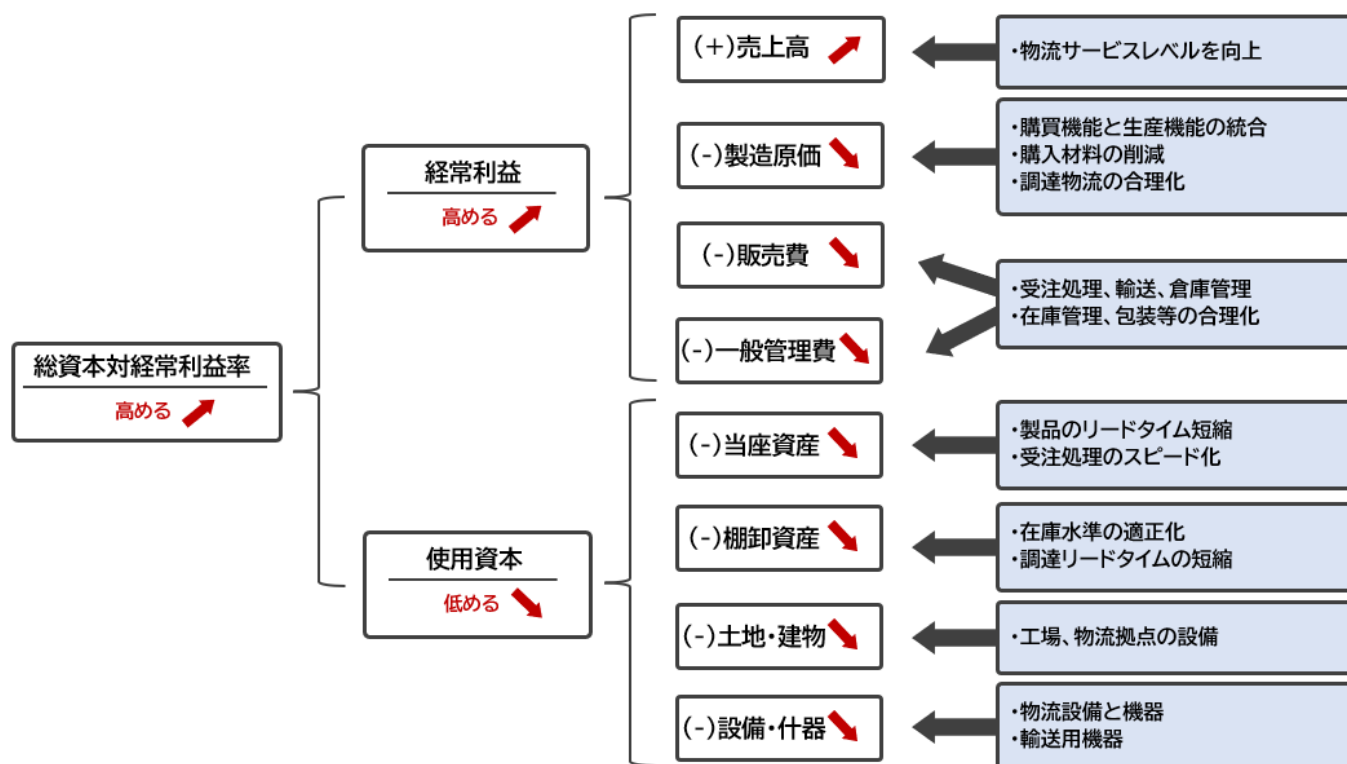 総資本対経常利益率
高める
経常利益
高める
使用資本
低める
(+)売上高
(-)製造原価
(-)販売費
(-)一般管理費
(-)当座資産
(-)棚卸資産
(-)土地・建物
(-)設備・什器
・物流サービスレベルを向上
・購買機能と生産機能の統合
・購入材料の削減
・調達物流の合理化
・受注処理、輸送、倉庫管理
・在庫管理、包装等の合理化
・製品のリードタイム短縮
・受注処理のスピード化
・在庫水準の適正化
・調達リードタイムの短縮
・工場、物流拠点の設備
・物流設備と機器
・輸送用機器